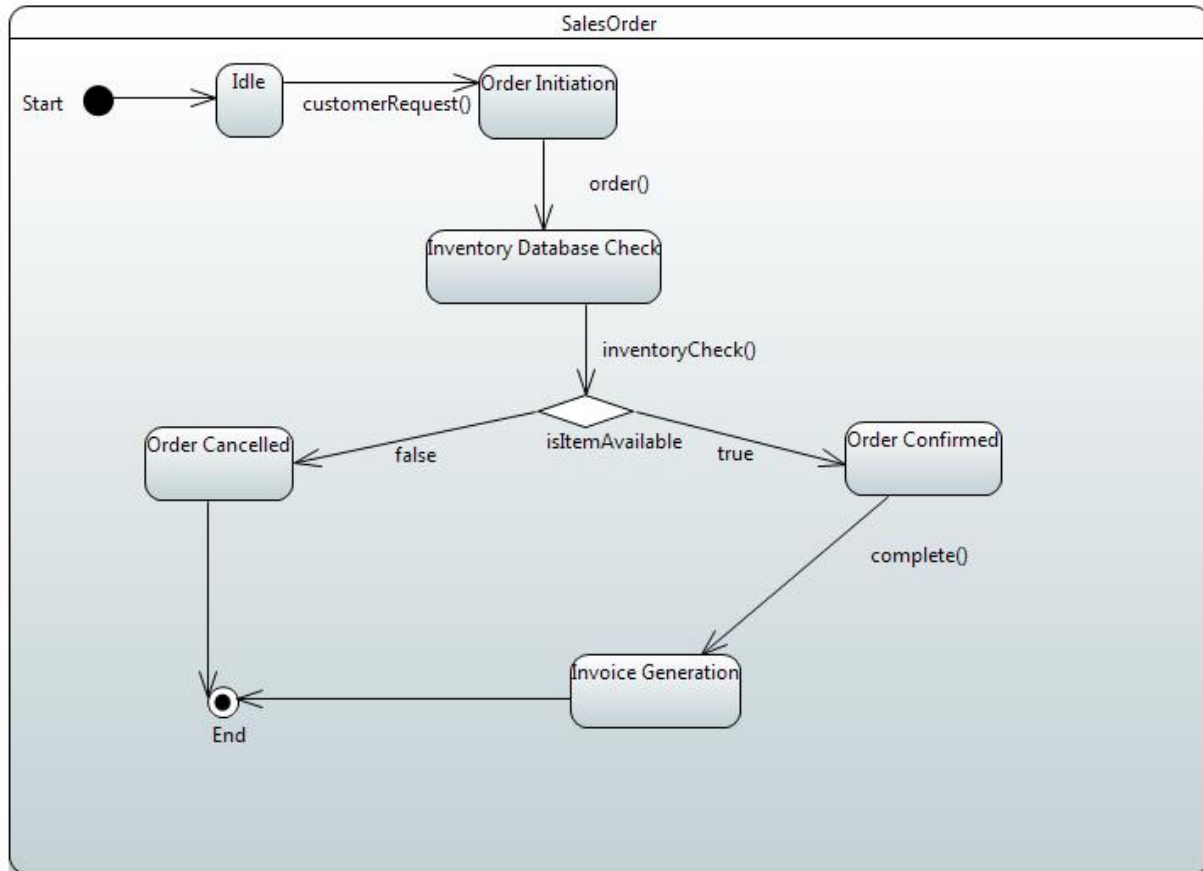 SalesOrder
Start
Idle
customerRequest()
Order Initiation
order()
Inventory Database Check
inventoryCheck()
isItemAvailable
Order Cancelled
false
true
Order Confirmed
complete()
Invoice Generation
End